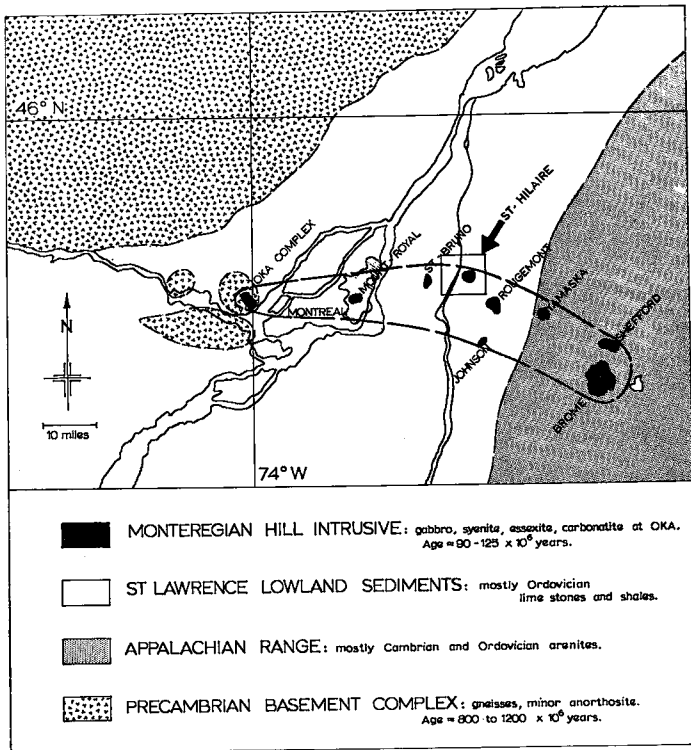 46° N
OKA COMPLEX
MOUNT ROYAL
ST-BRUNO
ST-HILAIRE
ROUGEMONT
YAMASKA
SHEFFORD
MONTREAL
JOHNSON
BROME
N
10 miles
74° W
MONTEREGIAN HILL INTRUSIVE: gabbro, syenite, essexite, carbonatite at OKA.
Age ≈ 90 - 125 x 10⁶ years.
ST LAWRENCE LOWLAND SEDIMENTS: mostly Ordovician
lime stones and shales.
APPALACHIAN RANGE: mostly Cambrian and Ordovician arenites.
PRECAMBRIAN BASEMENT COMPLEX: gneisses, minor anorthosite.
Age ≈ 800 to 1200 x 10⁶ years.